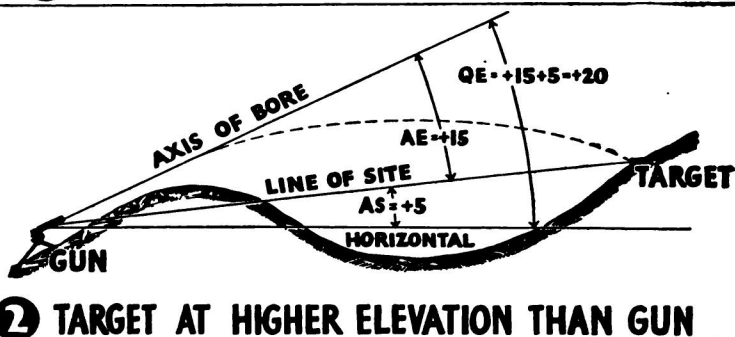 QE=+15+5=+20
AXIS OF BORE
AE=+15
LINE OF SITE
TARGET
AS=+5
HORIZONTAL
GUN
2 TARGET AT HIGHER ELEVATION THAN GUN